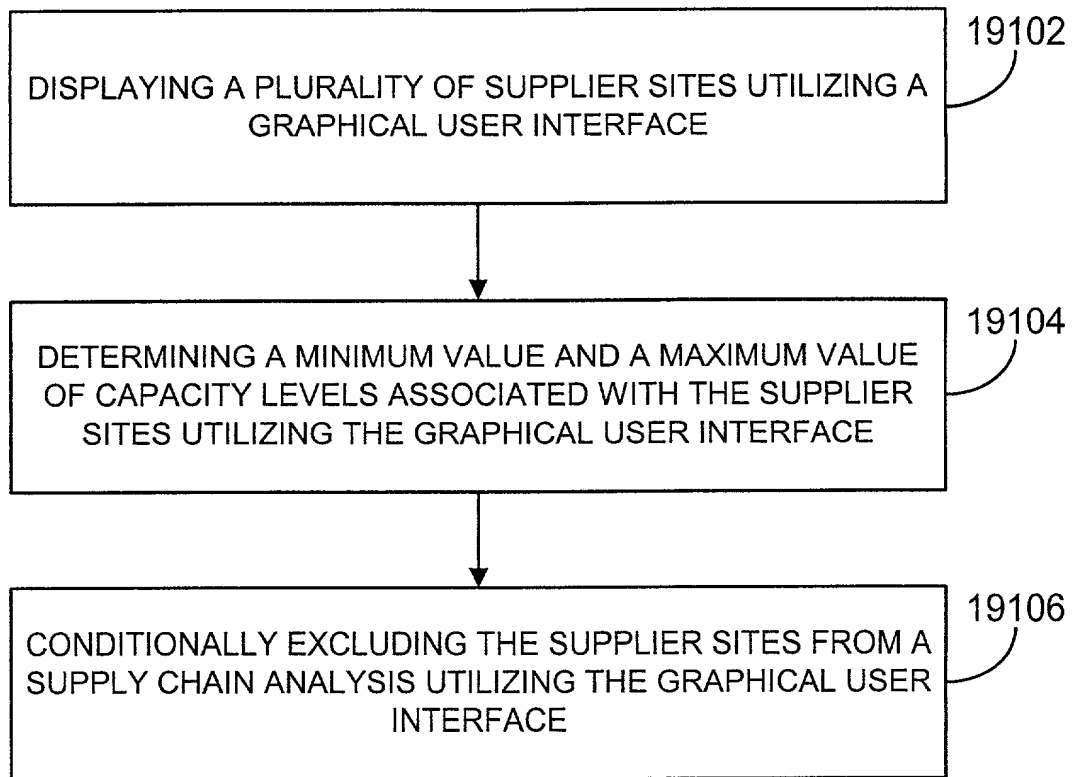 19102
DISPLAYING A PLURALITY OF SUPPLIER SITES UTILIZING A
GRAPHICAL USER INTERFACE
19104
DETERMINING A MINIMUM VALUE AND A MAXIMUM VALUE
OF CAPACITY LEVELS ASSOCIATED WITH THE SUPPLIER
SITES UTILIZING THE GRAPHICAL USER INTERFACE
19106
CONDITIONALLY EXCLUDING THE SUPPLIER SITES FROM A
SUPPLY CHAIN ANALYSIS UTILIZING THE GRAPHICAL USER
INTERFACE